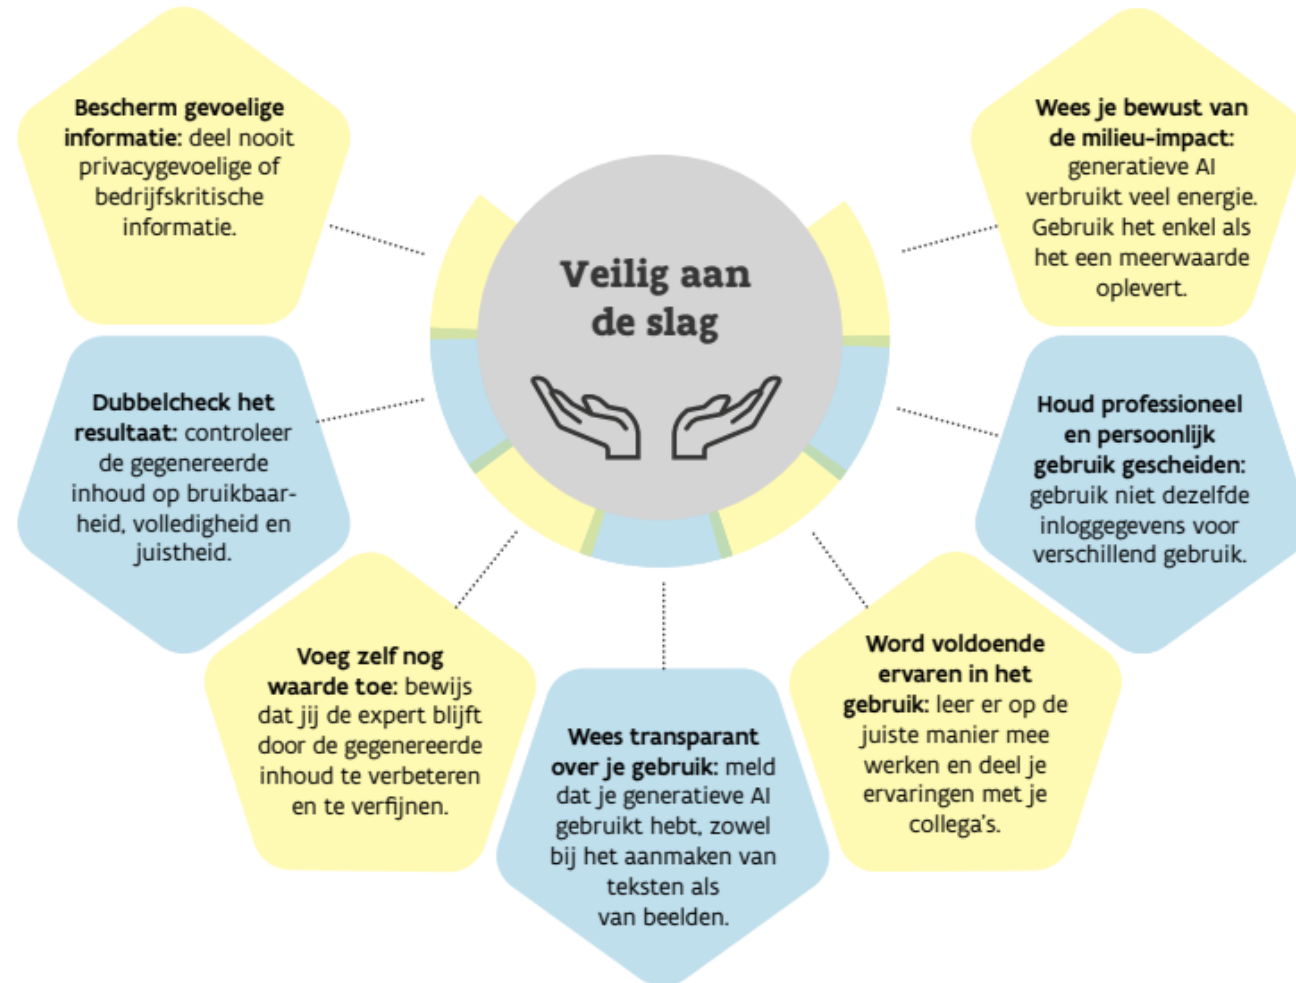 Veilig aan
de slag
Bescherm gevoelige
informatie: deel nooit
privacygevoelige of
bedrijfskritische
informatie.
Dubbelcheck het
resultaat: controleer
de gegenereerde
inhoud op bruikbaar-
heid, volledigheid en
juistheid.
Voeg zelf nog
waarde toe: bewijs
dat jij de expert blijft
door de gegenereerde
inhoud te verbeteren
en te verfijnen.
Wees transparant
over je gebruik: meld
dat je generatieve AI
gebruikt hebt, zowel
bij het aanmaken van
teksten als
van beelden.
Word voldoende
ervaren in het
gebruik: leer er op de
juiste manier mee
werken en deel je
ervaringen met je
collega's.
Houd professioneel
en persoonlijk
gebruik gescheiden:
gebruik niet dezelfde
inloggegevens voor
verschillend gebruik.
Wees je bewust van
de milieu-impact:
generatieve AI
verbruikt veel energie.
Gebruik het enkel als
het een meerwaarde
oplevert.